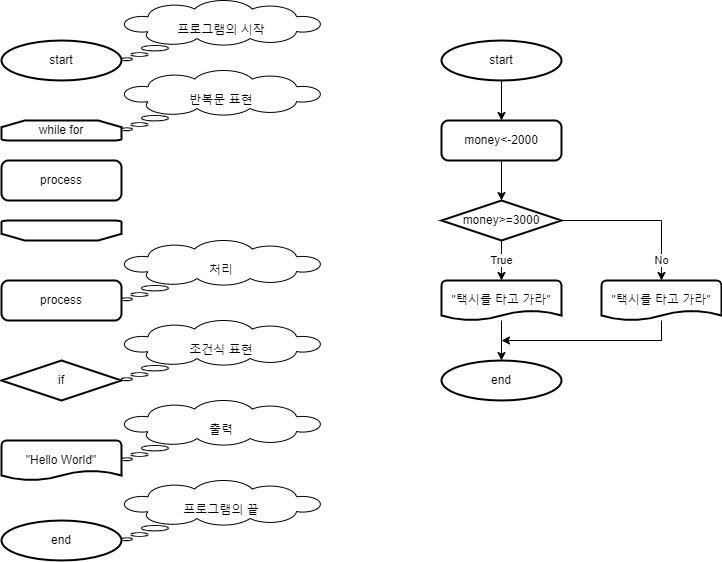 프로그램의 시작
start
반복문 표현
while for
process
처리
process
조건식 표현
if
출력
"Hello World"
프로그램의 끝
end
start
money<-2000
money>=3000
True
No
"택시를 타고 가라"
"택시를 타고 가라"
end